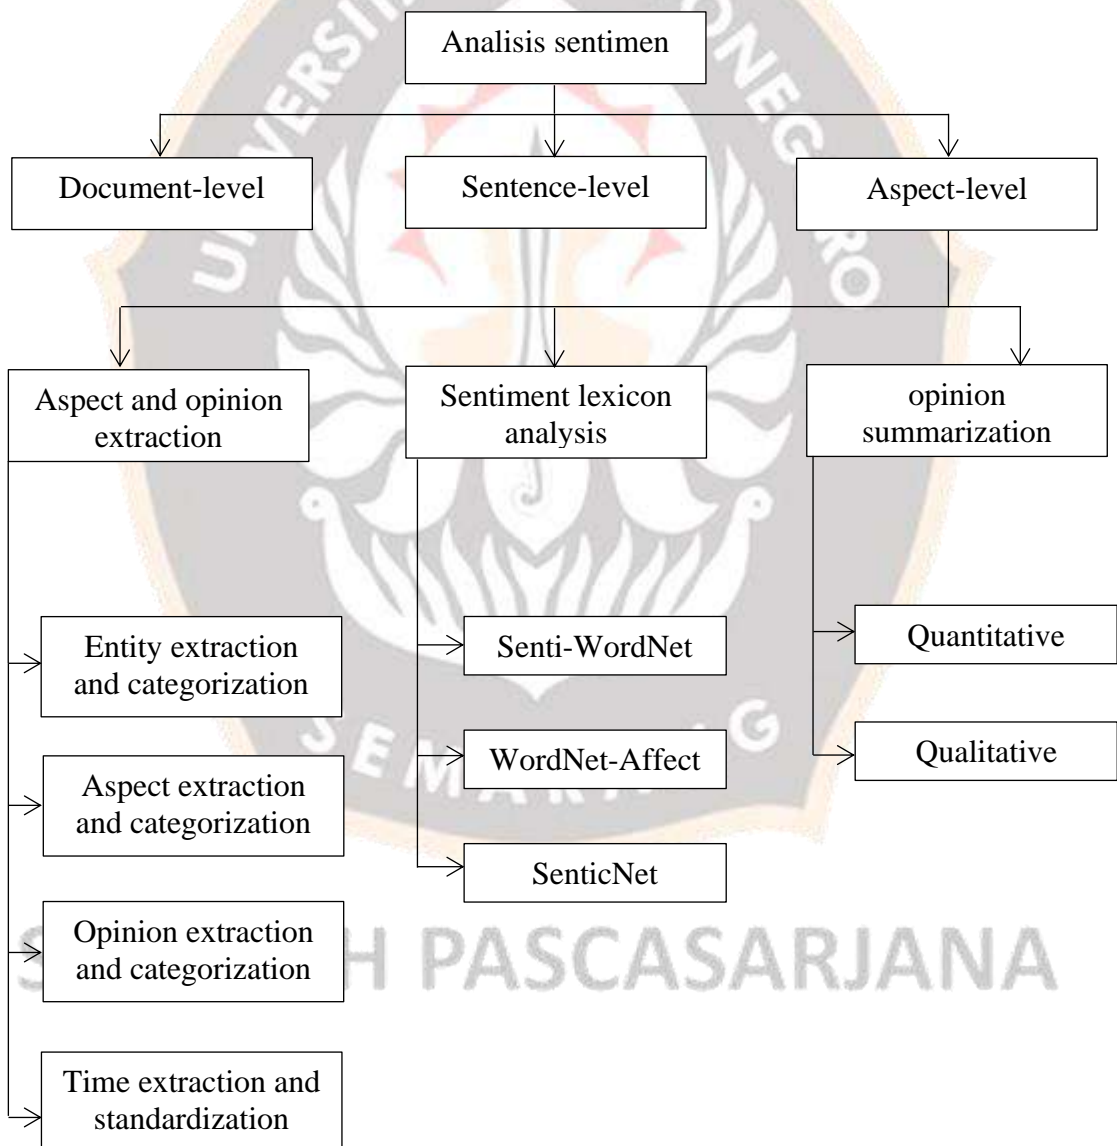 Analisis sentimen
Document-level
Sentence-level
Aspect-level
Aspect and opinion
extraction
Sentiment lexicon
analysis
opinion
summarization
Entity extraction
and categorization
Senti-WordNet
Quantitative
Aspect extraction
and categorization
WordNet-Affect
Qualitative
SenticNet
Opinion extraction
and categorization
Time extraction and
standardization
SEMARANG
PASCASARJANA